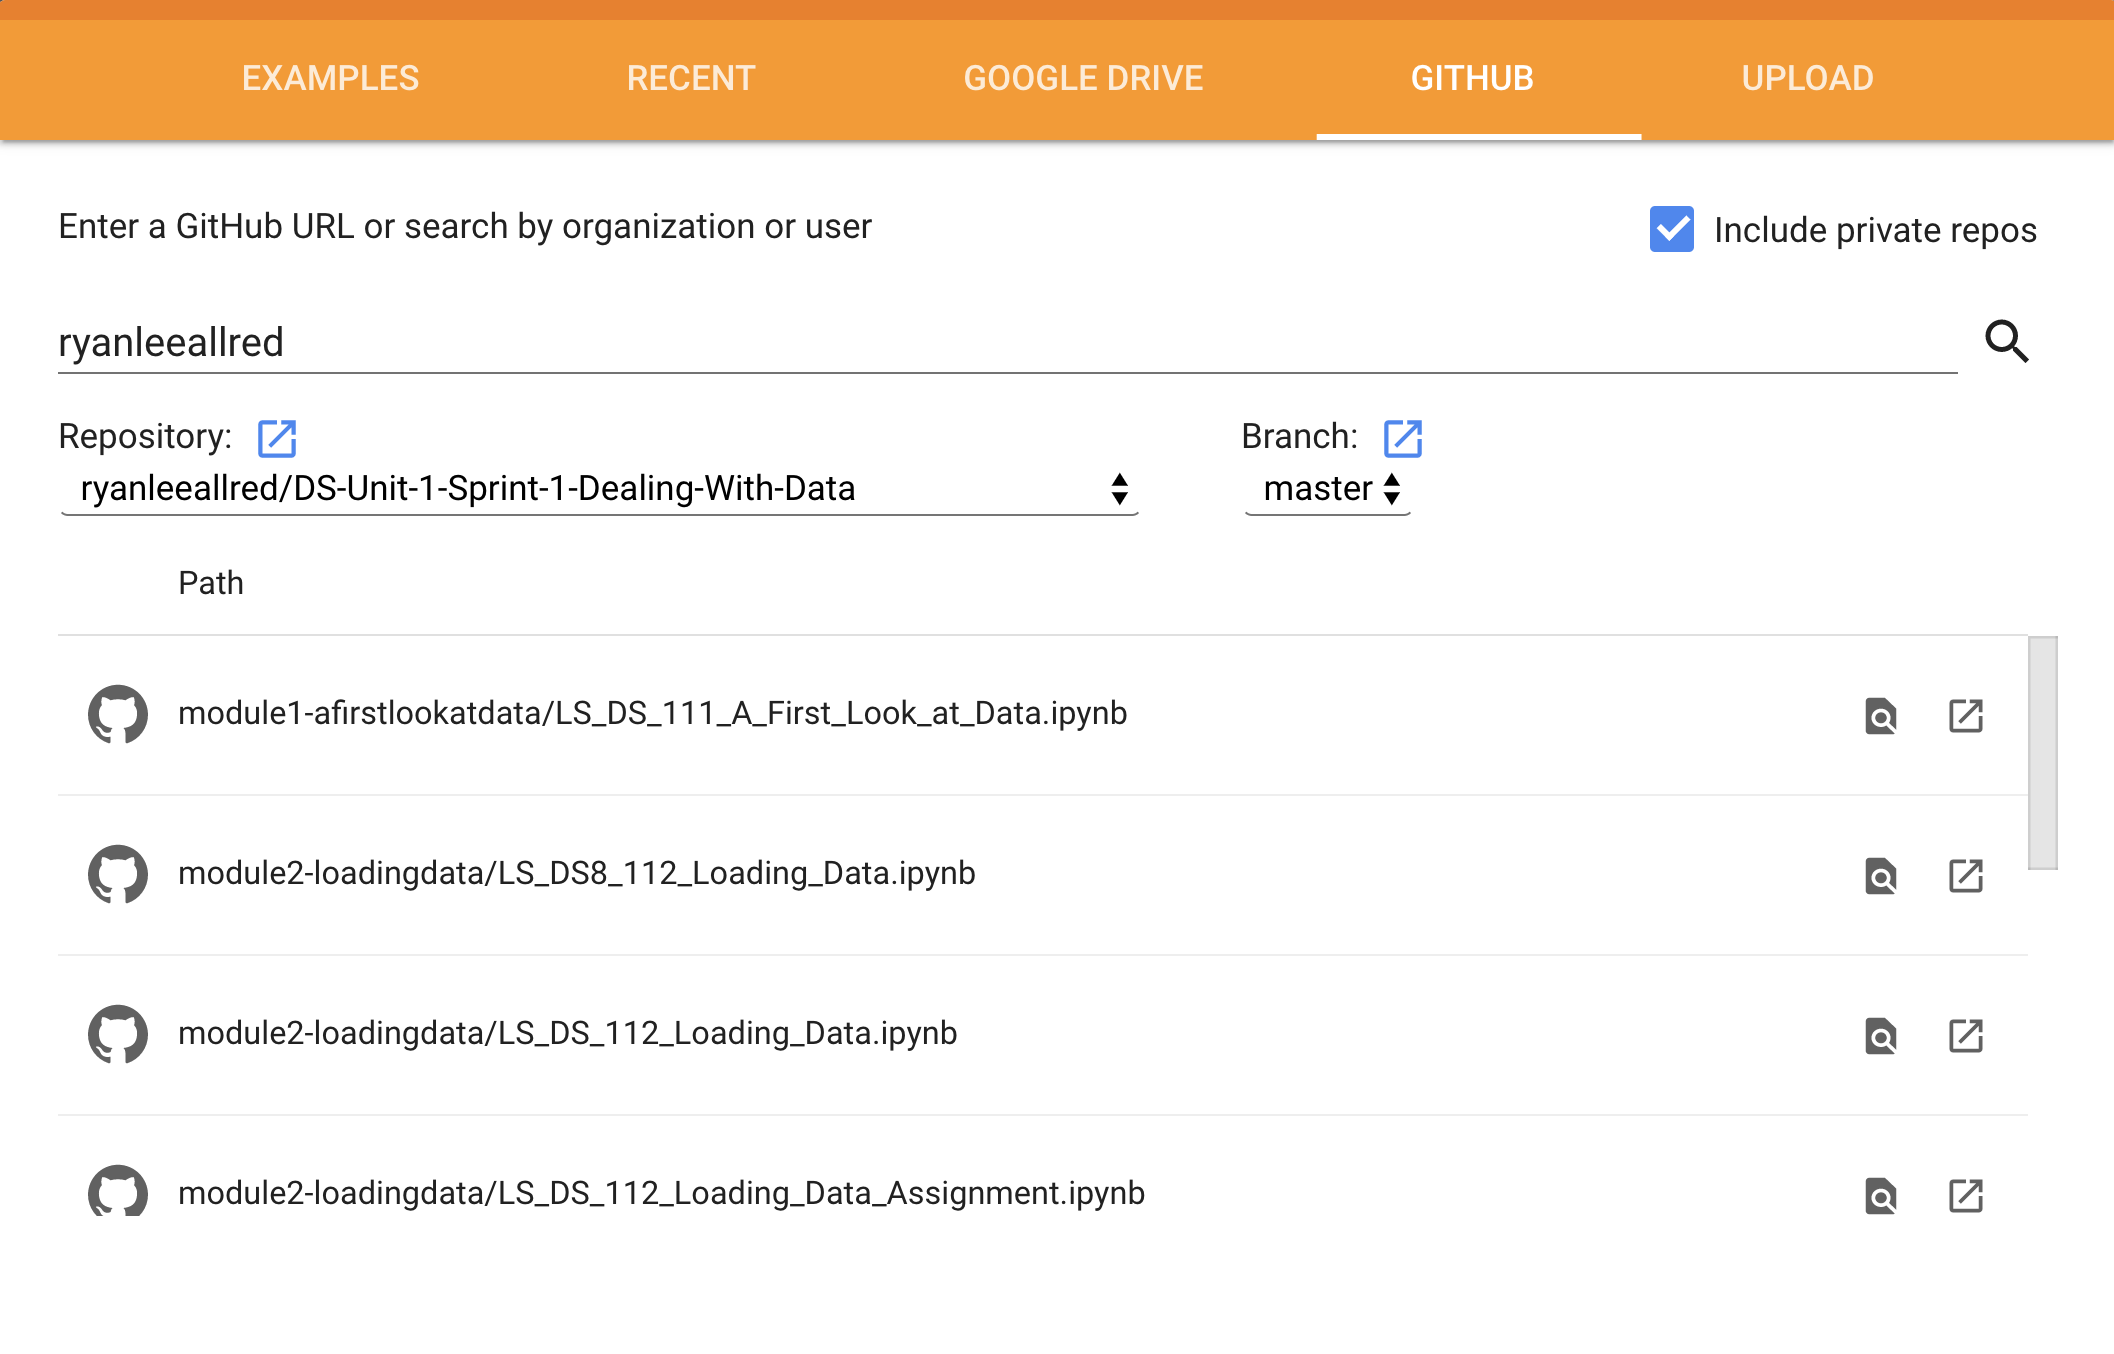 EXAMPLES RECENT GOOGLE DRIVE GITHUB UPLOAD
Enter a GitHub URL or search by organization or user Include private repos
ryanleeallred
Repository: Branch:
ryanleeallred/DS-Unit-1-Sprint-1-Dealing-With-Data master
Path
module1-afirstlookatdata/LS_DS_111_A_First_Look_at_Data.ipynb
module2-loadingdata/LS_DS8_112_Loading_Data.ipynb
module2-loadingdata/LS_DS_112_Loading_Data.ipynb
module2-loadingdata/LS_DS_112_Loading_Data_Assignment.ipynb